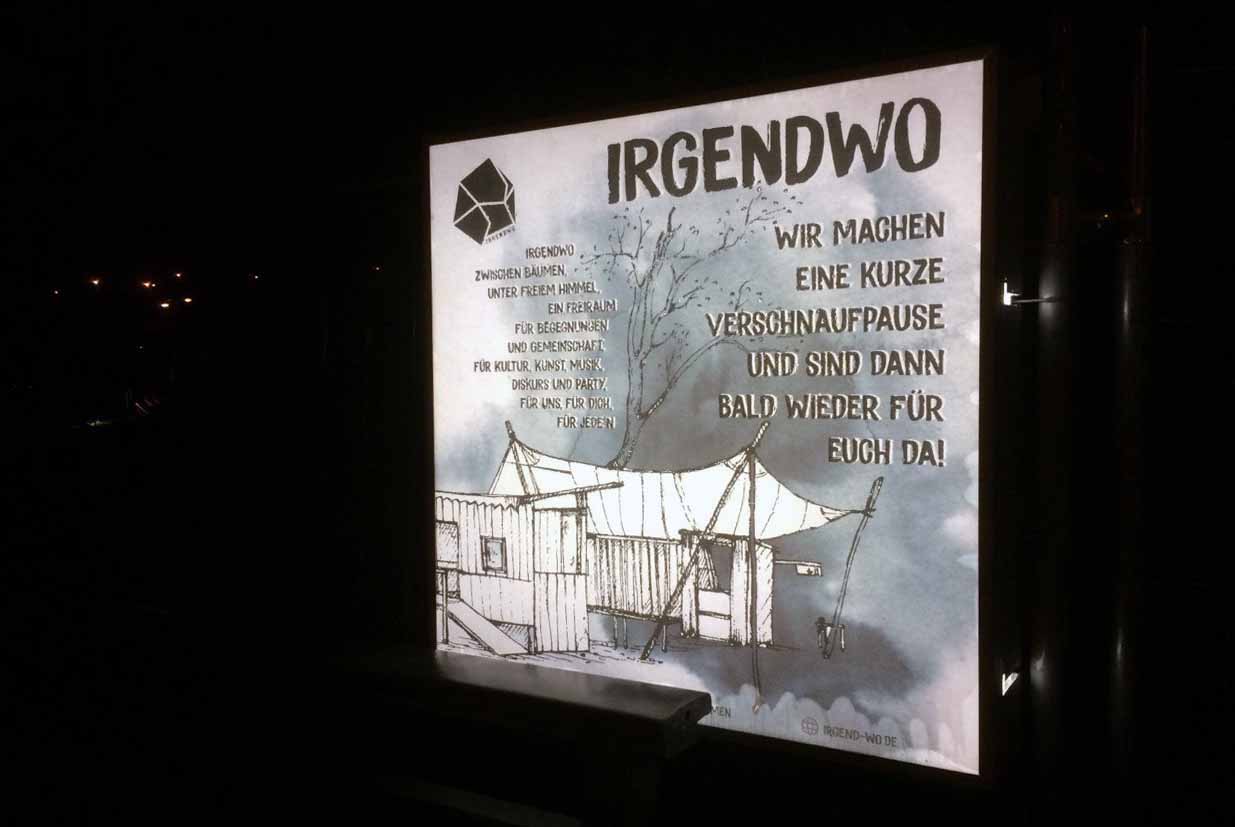 IRGENDWO
IRGENDWO
IRGENDWO
ZWISCHEN BÄUMEN,
UNTER FREIEM HIMMEL,
EIN FREIRAUM
FÜR BEGEGNUNGEN
UND GEMEINSCHAFT,
FÜR KULTUR, KUNST, MUSIK,
DISKURS UND PARTY,
FÜR UNS, FÜR DICH,
FÜR JEDE:N
WIR MACHEN
EINE KURZE
VERSCHNAUFPAUSE
UND SIND DANN
BALD WIEDER FÜR
EUCH DA!
IRGEND-WO.DE